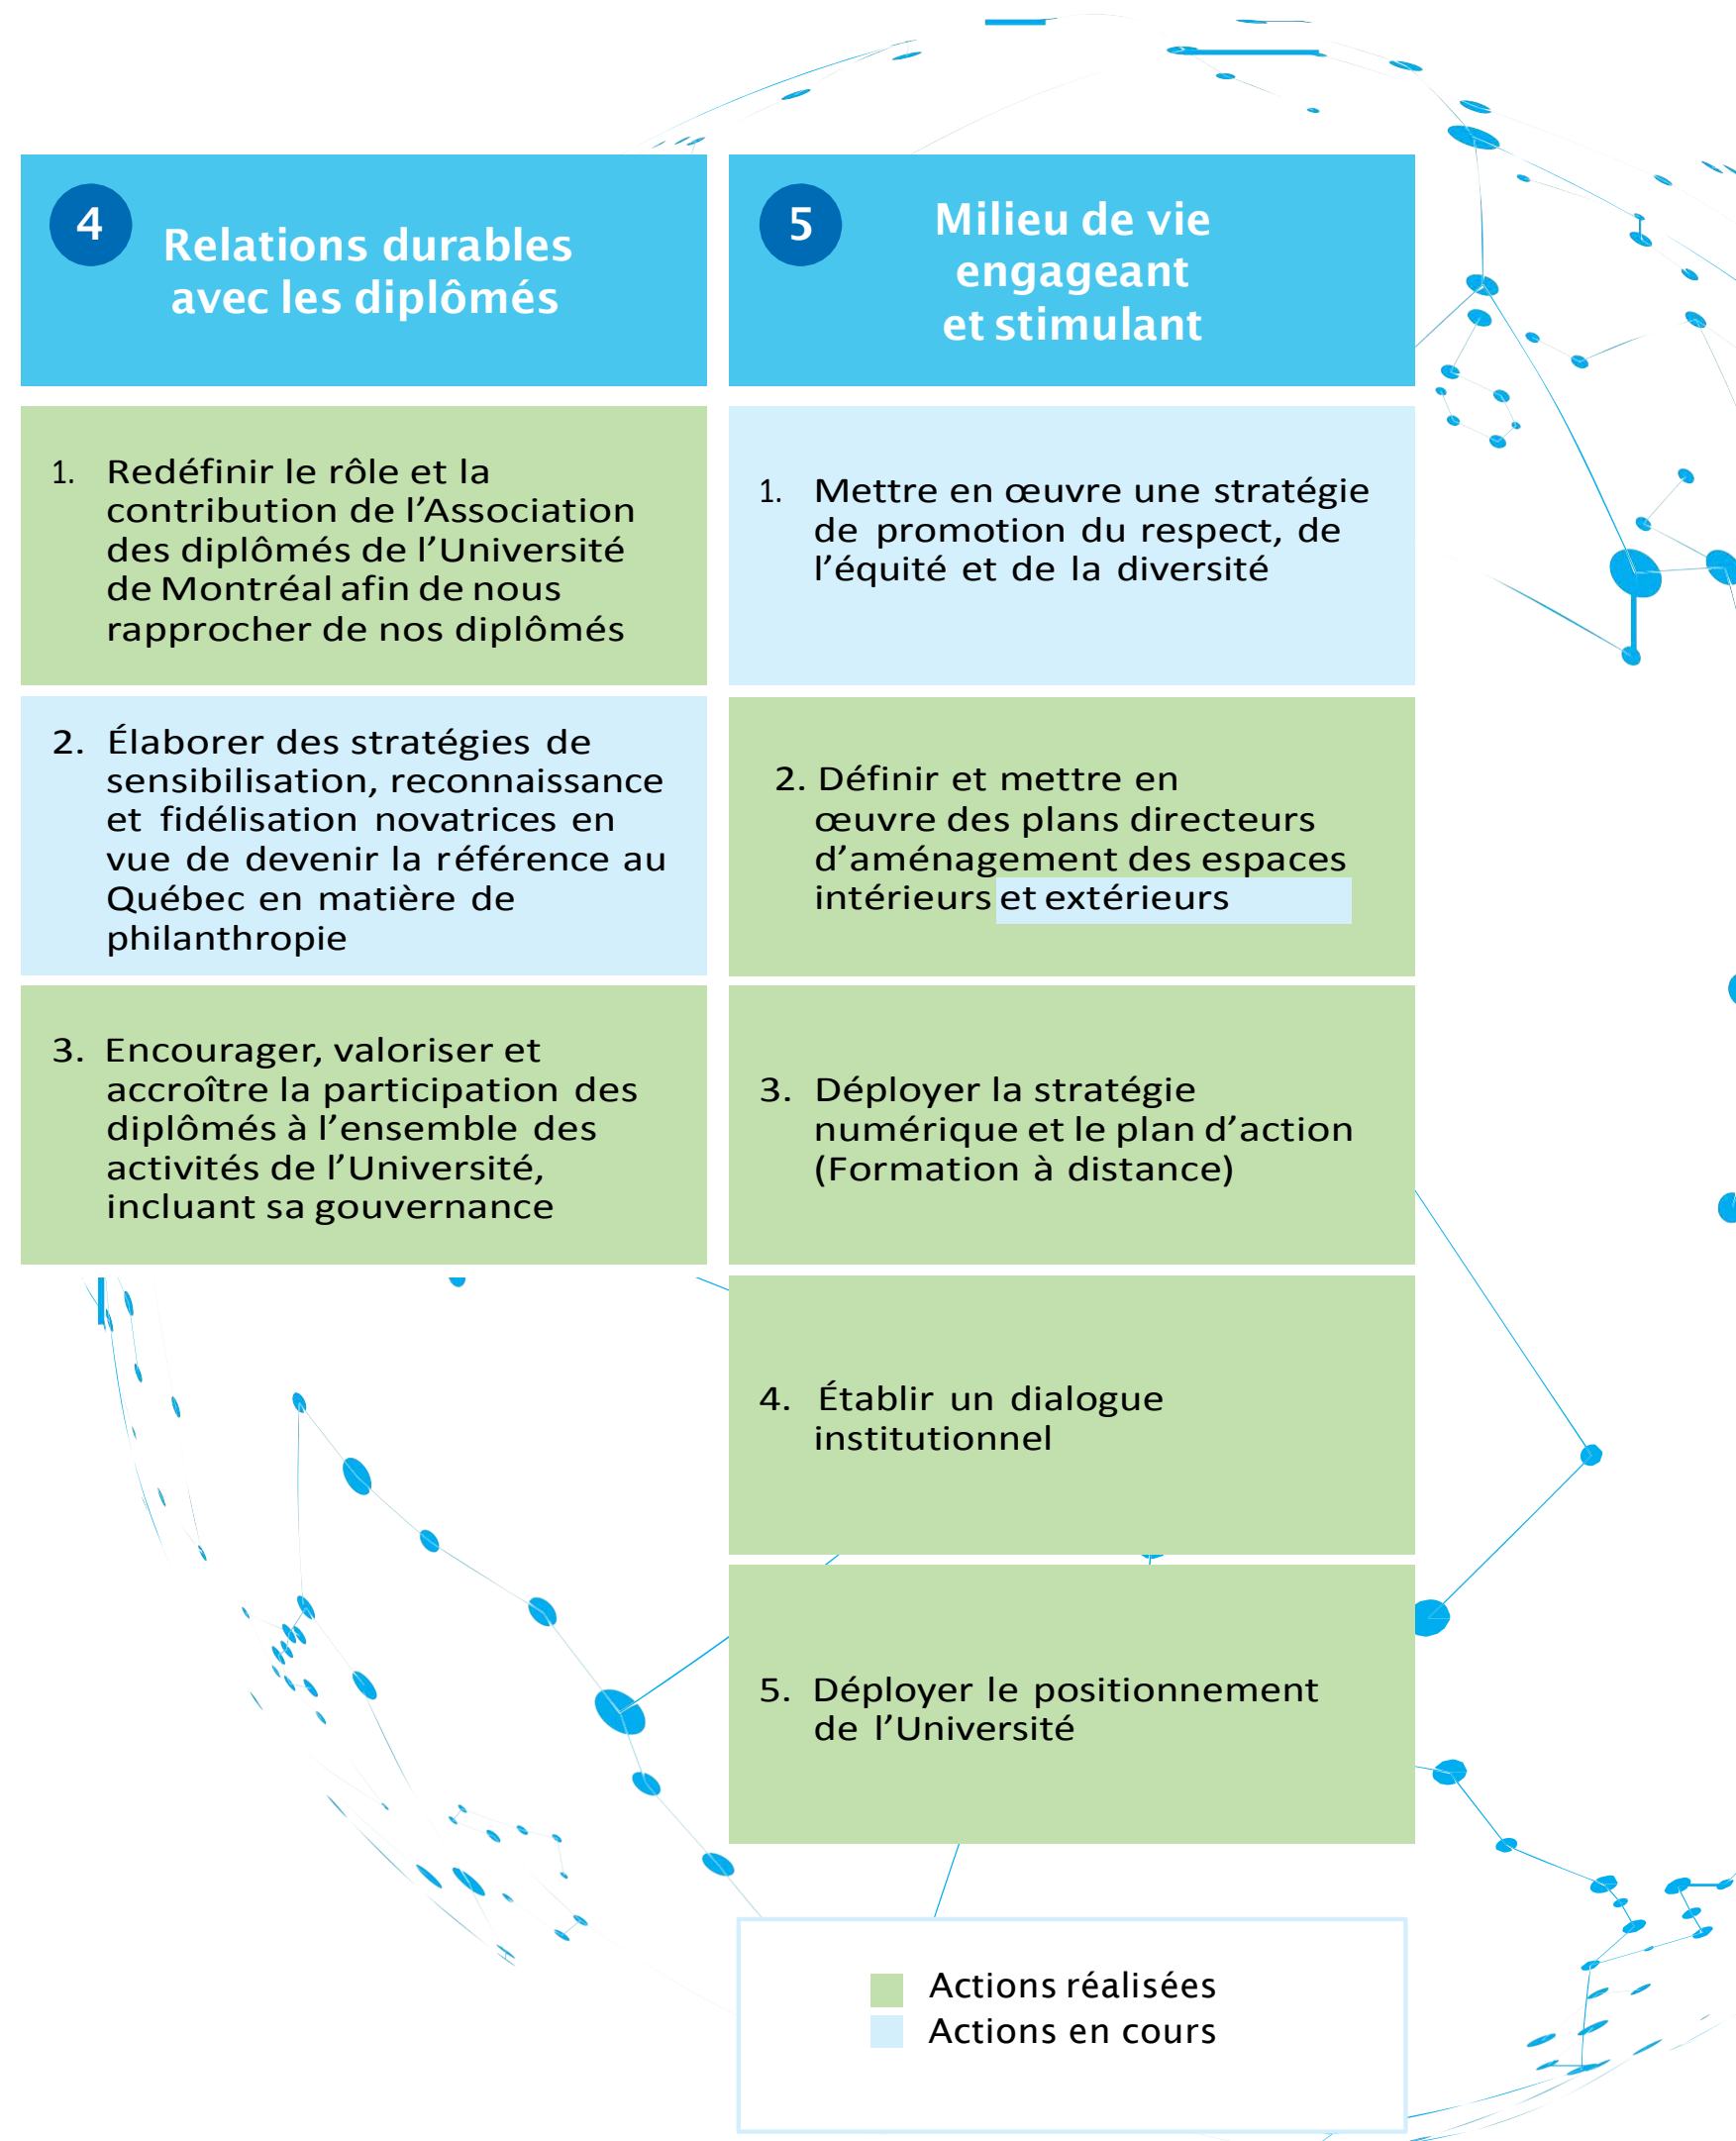 4
Relations durables
avec les diplômés
1. Redéfinir le rôle et la
contribution de l’Association
des diplômés de l’Université
de Montréal afin de nous
rapprocher de nos diplômés
2. Élaborer des stratégies de
sensibilisation, reconnaissance
et fidélisation novatrices en
vue de devenir la référence au
Québec en matière de
philanthropie
3. Encourager, valoriser et
accroître la participation des
diplômés à l’ensemble des
activités de l’Université,
incluant sa gouvernance
5
Milieu de vie
engageant
et stimulant
1. Mettre en œuvre une stratégie
de promotion du respect, de
l’équité et de la diversité
2. Définir et mettre en
œuvre des plans directeurs
d’aménagement des espaces
intérieurs et extérieurs
3. Déployer la stratégie
numérique et le plan d’action
(Formation à distance)
4. Établir un dialogue
institutionnel
5. Déployer le positionnement
de l’Université
Actions réalisées
Actions en cours